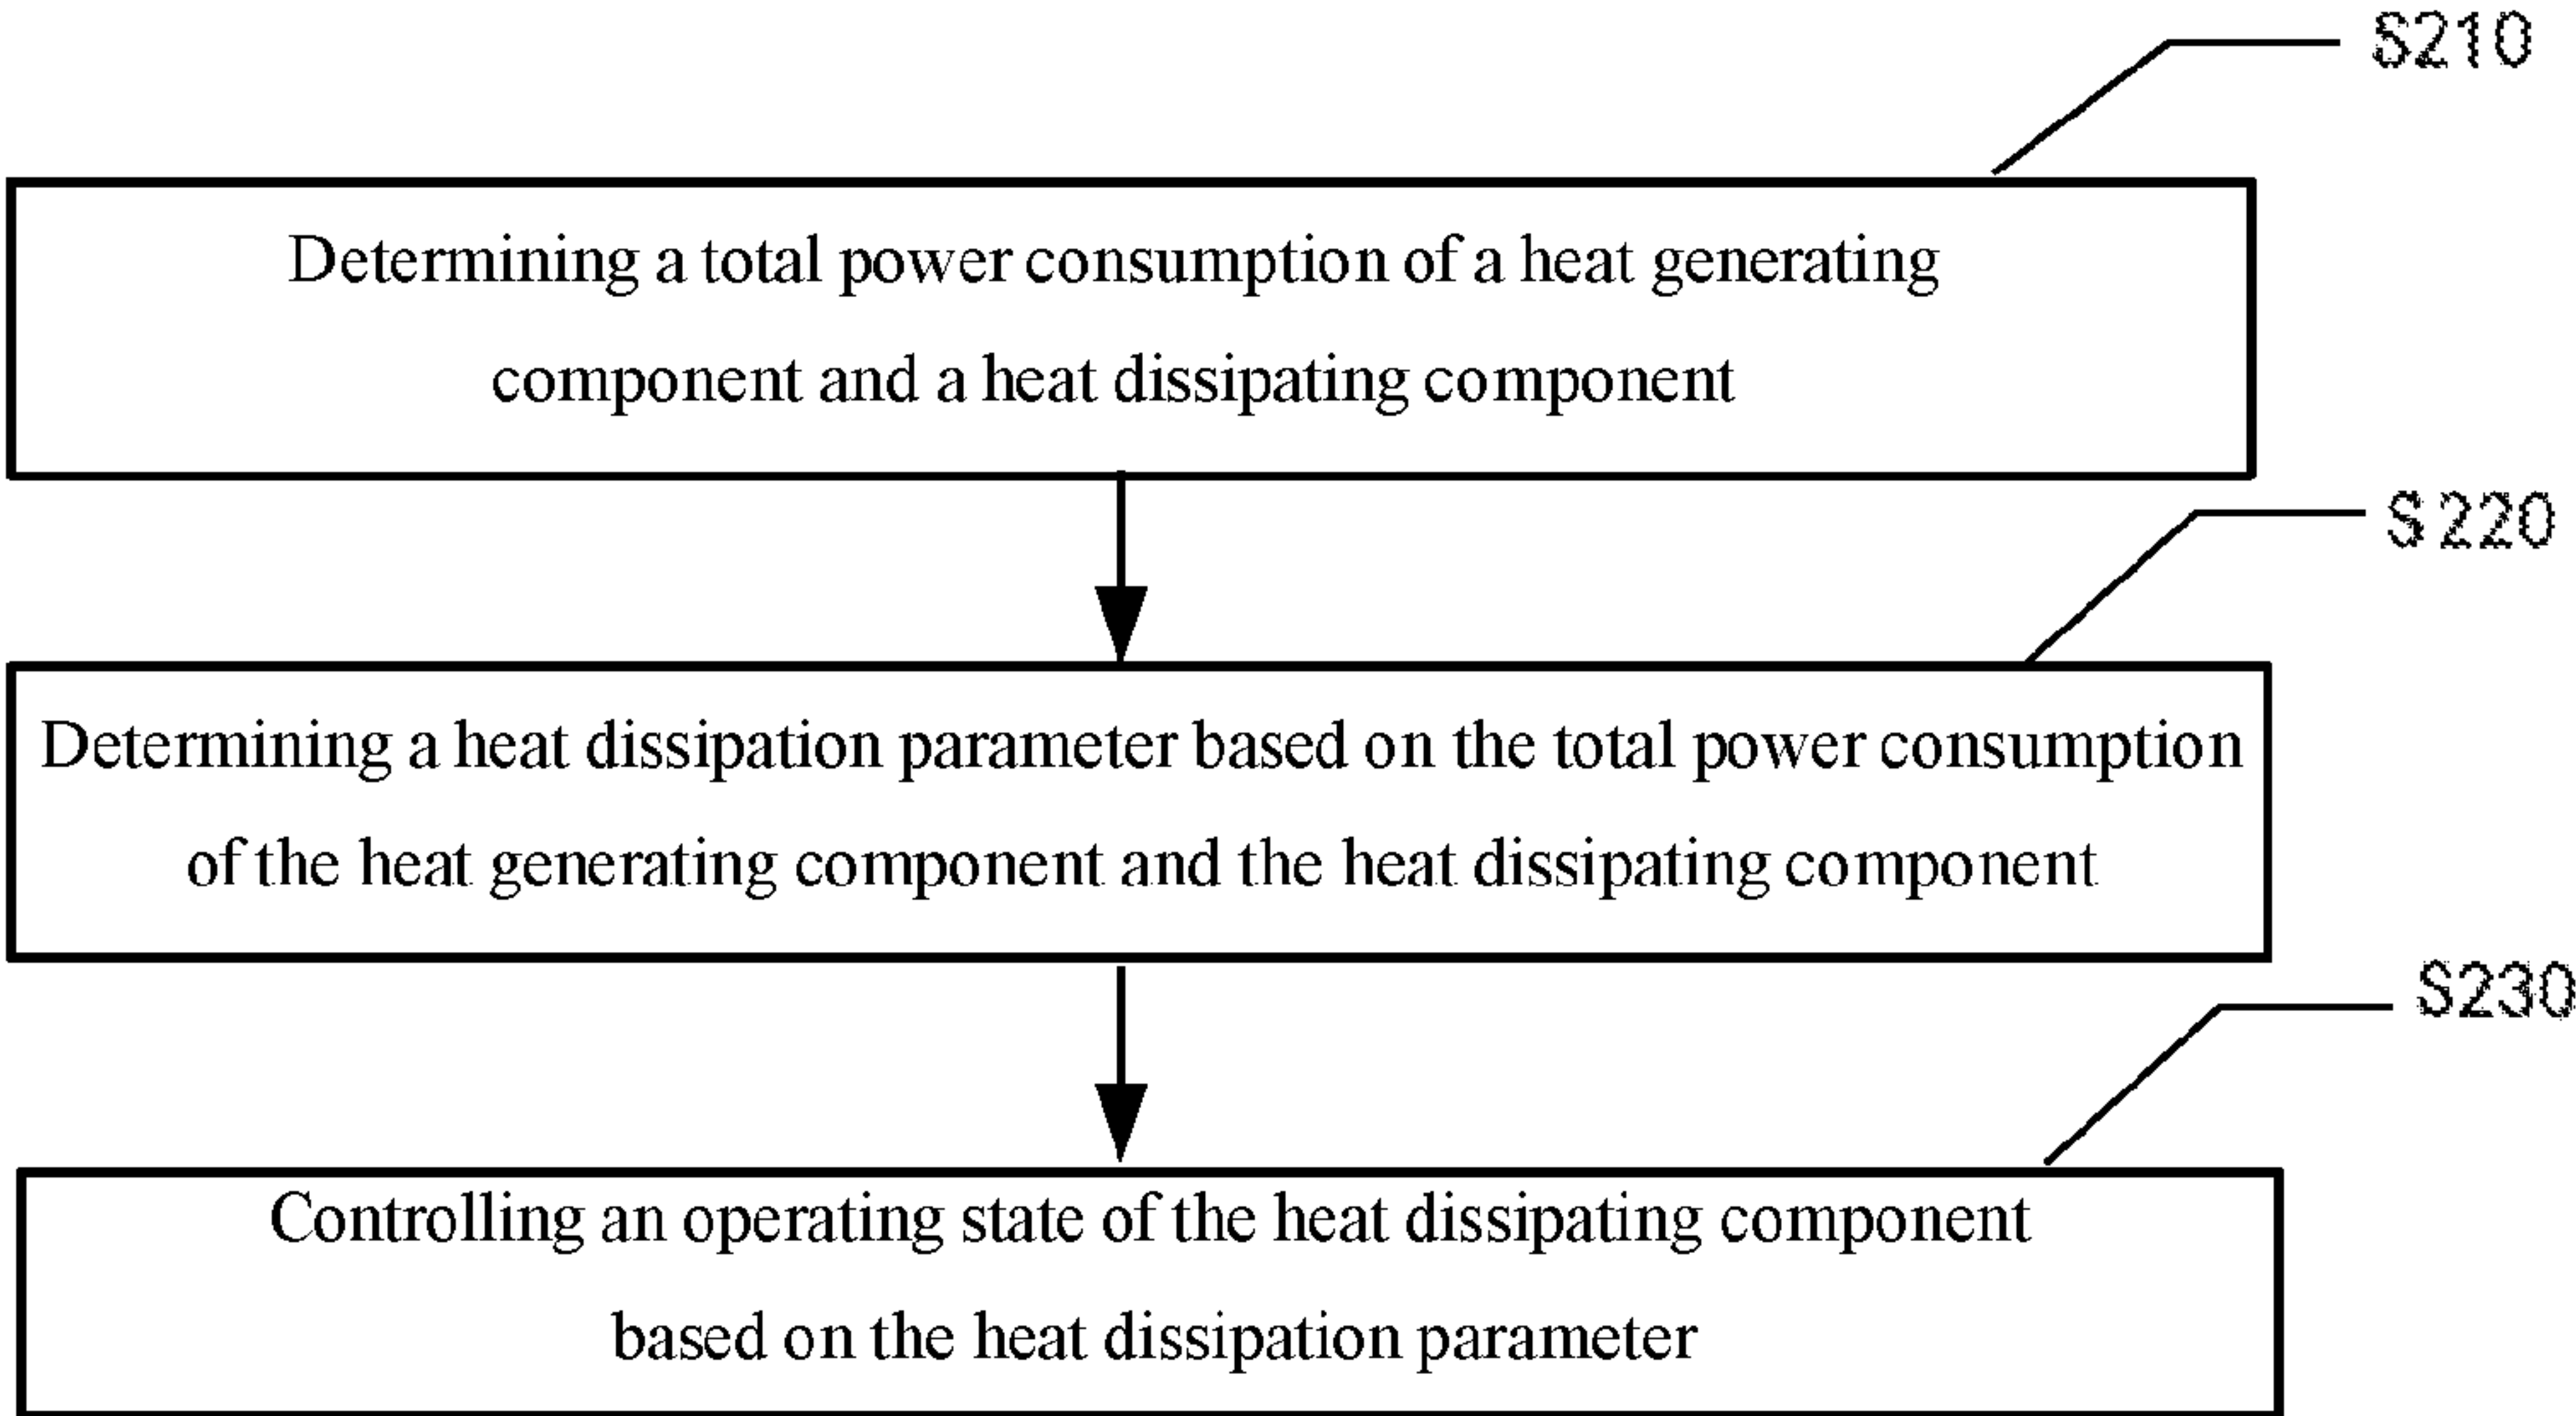 S210
Determining a total power consumption of a heat generating
component and a heat dissipating component
S220
Determining a heat dissipation parameter based on the total power consumption
of the heat generating component and the heat dissipating component
S230
Controlling an operating state of the heat dissipating component
based on the heat dissipation parameter